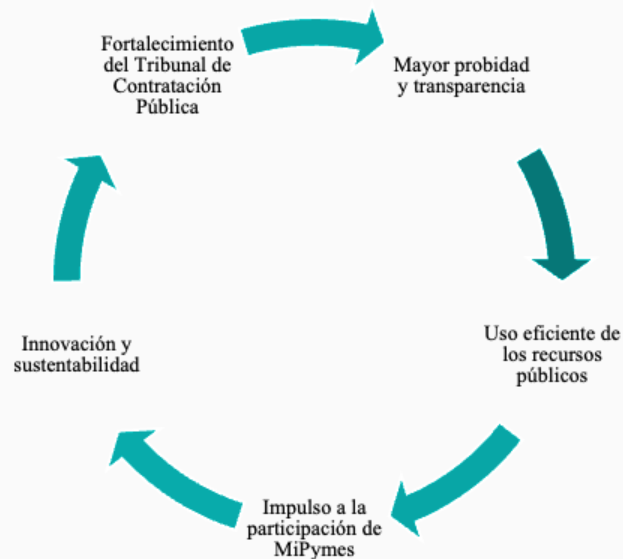 Fortalecimiento
del Tribunal de
Contratación
Pública
Mayor probidad
y transparencia
Uso eficiente de
los recursos
públicos
Impulso a la
participación de
MiPymes
Innovación y
sustentabilidad